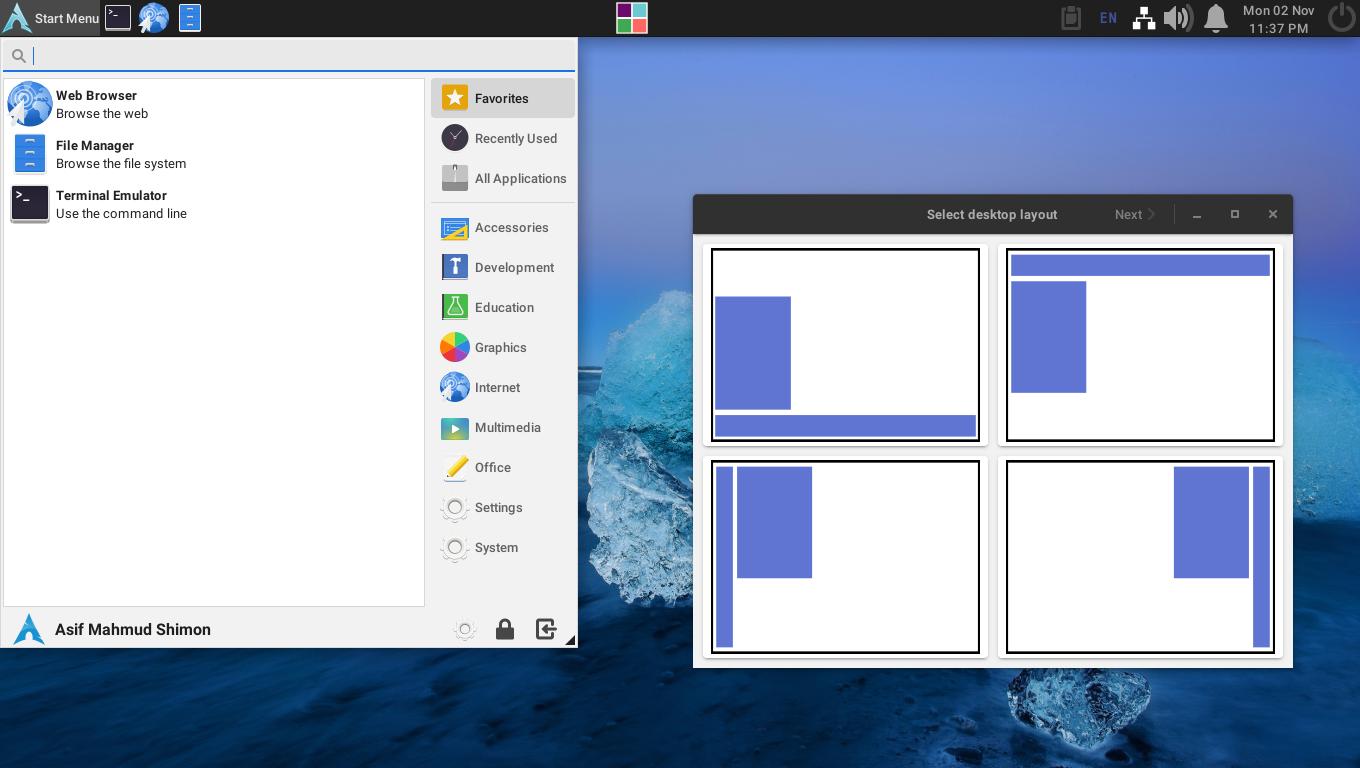 Start Menu
EN
Mon 02 Nov
11:37 PM
Web Browser
Browse the web
File Manager
Browse the file system
Terminal Emulator
Use the command line
Favorites
Recently Used
All Applications
Accessories
Development
Education
Graphics
Internet
Multimedia
Office
Settings
System
Asif Mahmud Shimon
Select desktop layout
Next